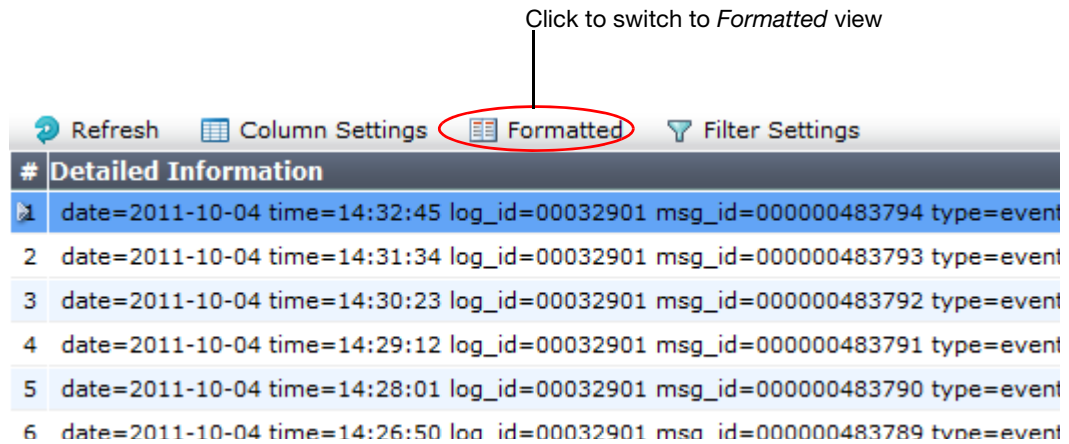 Click to switch to Formatted view
Refresh Column Settings Formatted Filter Settings
# Detailed Information
1 date=2011-10-04 time=14:32:45 log_id=00032901 msg_id=000000483794 type=event
2 date=2011-10-04 time=14:31:34 log_id=00032901 msg_id=000000483793 type=event
3 date=2011-10-04 time=14:30:23 log_id=00032901 msg_id=000000483792 type=event
4 date=2011-10-04 time=14:29:12 log_id=00032901 msg_id=000000483791 type=event
5 date=2011-10-04 time=14:28:01 log_id=00032901 msg_id=000000483790 type=event
6 date=2011-10-04 time=14:26:50 log_id=00032901 msg_id=000000483789 type=event